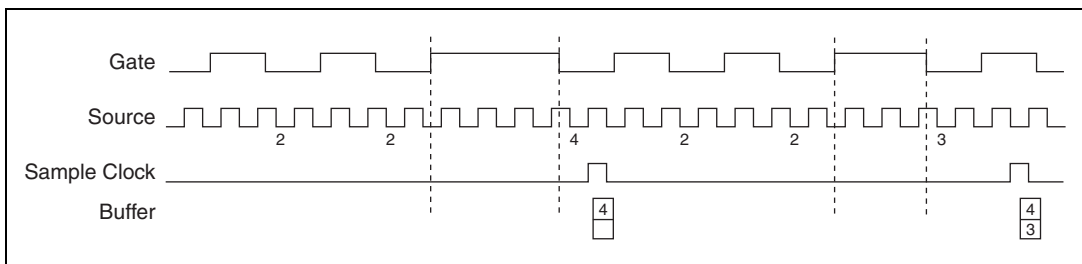 Gate
Source
2 2 4 2 2 3
Sample Clock
Buffer
4 4
3